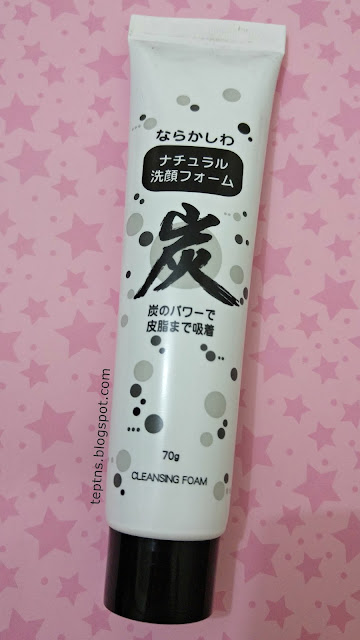 ならかしわ
ナチュラル
洗顔フォーム
炭
炭のパワーで
皮脂まで吸着
70g
CLEANSING FOAM
teptns.blogspot.com